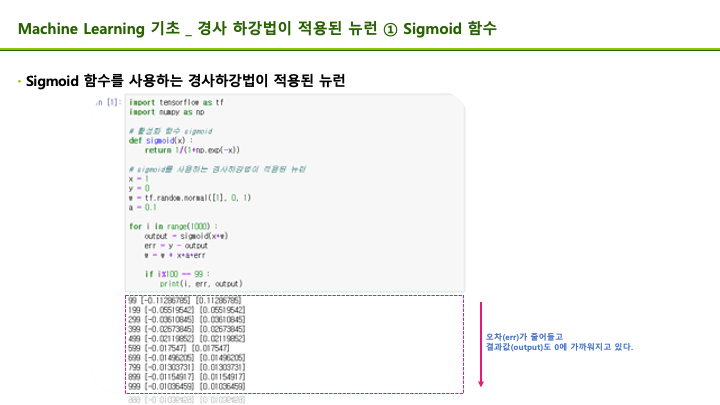 Machine Learning 기초 _ 경사 하강법이 적용된 뉴런 ① Sigmoid 함수
· Sigmoid 함수를 사용하는 경사하강법이 적용된 뉴런
.n [1]:
import tensorflow as tf
import numpy as np
# 활성화 함수 sigmoid
def sigmoid(x) :
return 1/(1+np.exp(-x))
# sigmoid를 사용하는 경사하강법이 적용된 뉴런
x = 1
y = 0
w = tf.random.normal([1], 0, 1)
a = 0.1
for i in range(1000) :
output = sigmoid(x*w)
err = y - output
w = w + x*a*err
if i%100 == 99 :
print(i, err, output)
99 [-0.11286785] [0.11286785]
199 [-0.05519542] [0.05519542]
299 [-0.03610845] [0.03610845]
399 [-0.02673845] [0.02673845]
499 [-0.02119852] [0.02119852]
599 [-0.017547] [0.017547]
699 [-0.01496205] [0.01496205]
799 [-0.01303731] [0.01303731]
899 [-0.01154917] [0.01154917]
999 [-0.01036459] [0.01036459]
오차(err)가 줄어들고
결과값(output)도 0에 가까워지고 있다.